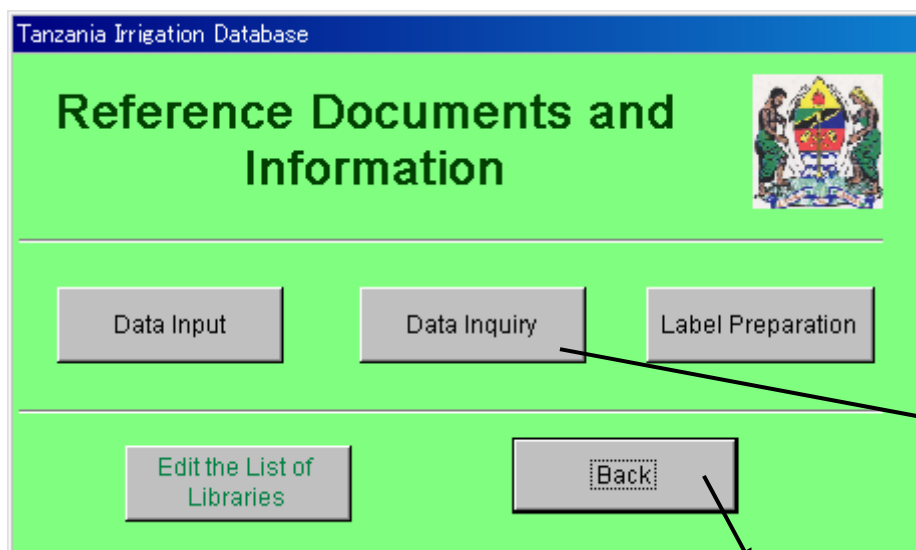 Tanzania Irrigation Database
Reference Documents and
Information
Data Input
Data Inquiry
Label Preparation
Edit the List of
Libraries
Back